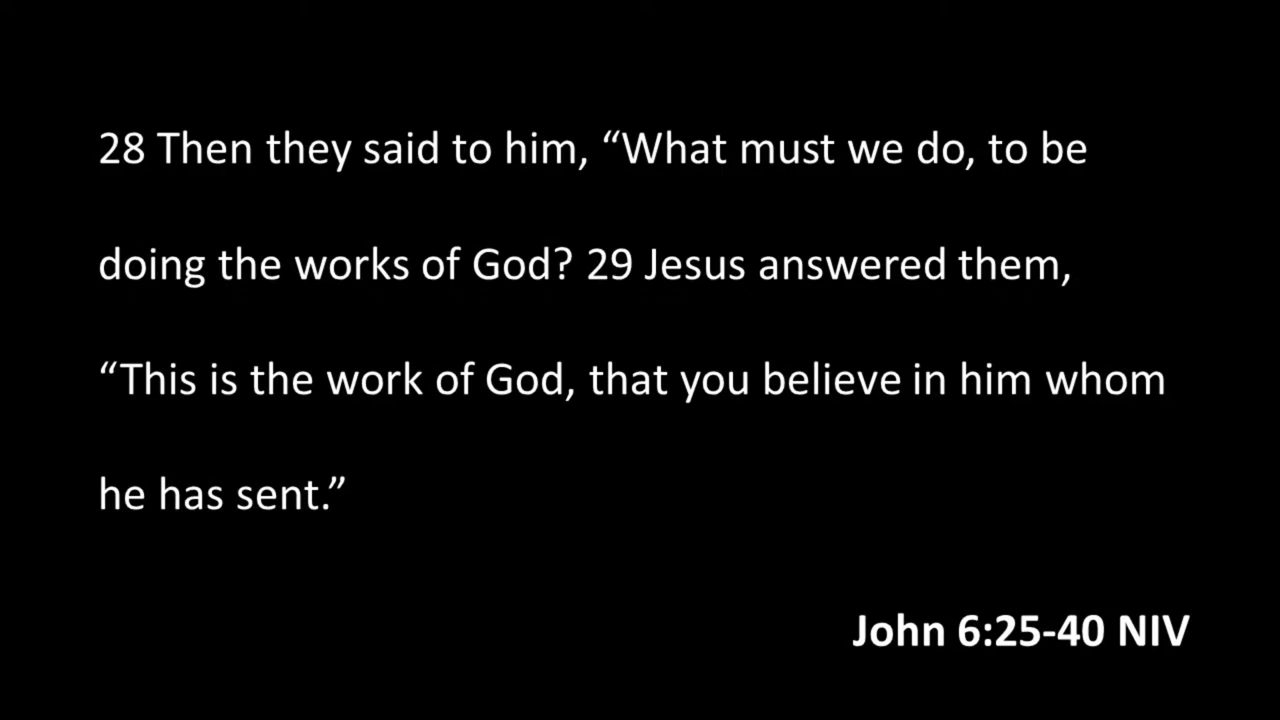 28 Then they said to him, “What must we do, to be
doing the works of God? 29 Jesus answered them,
“This is the work of God, that you believe in him whom
he has sent.”
John 6:25-40 NIV